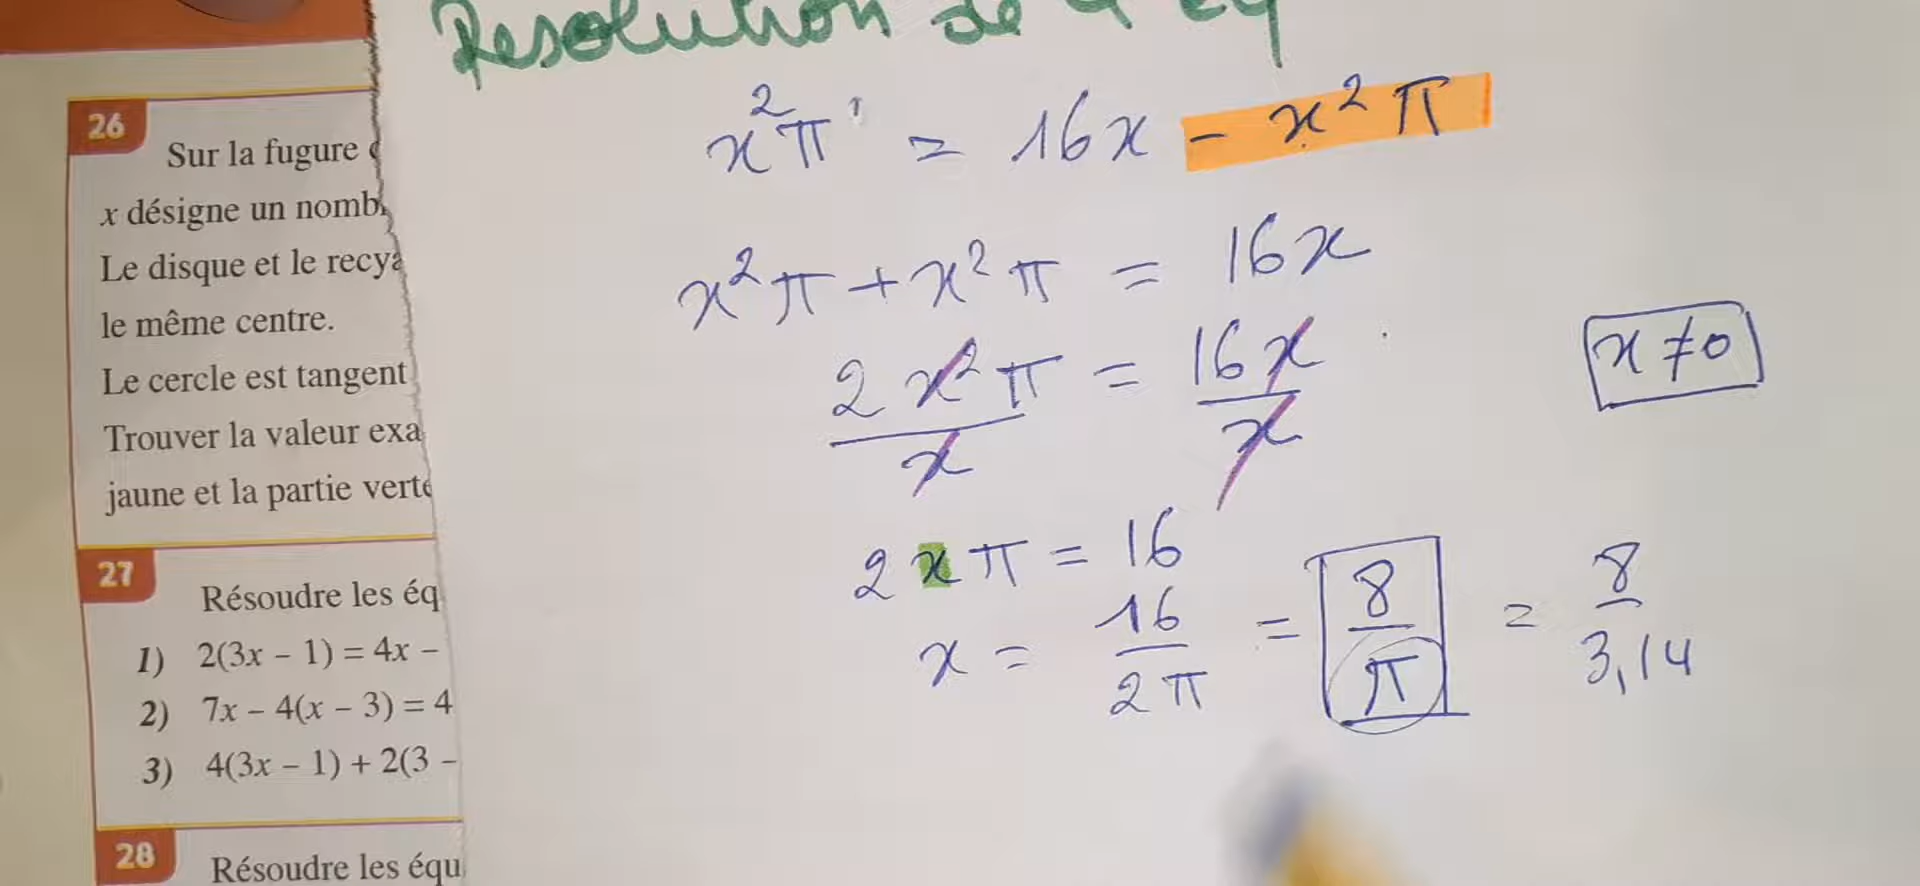 Resolution de l' eq
26
Sur la fugure
x désigne un nomb
Le disque et le recya
le même centre.
Le cercle est tangent
Trouver la valeur exa
jaune et la partie verte
27
Résoudre les éq
1) 2(3x – 1) = 4x –
2) 7x – 4(x – 3) = 4
3) 4(3x – 1) + 2(3 –
28
Résoudre les équ
x²π = 16x - x²π
x²π + x²π = 16x
2x²π/x = 16x/x
x ≠ 0
2xπ = 16
x = 16/2π = 8/π = 8/3,14